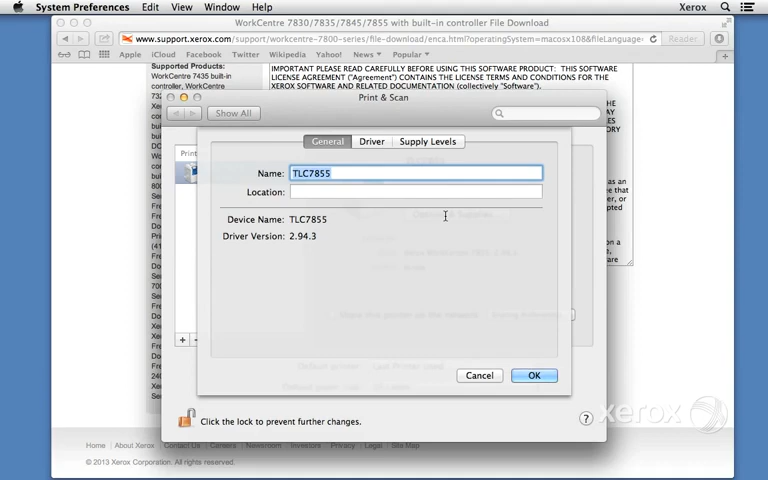 System Preferences Edit View Window Help Xerox
WorkCentre 7830/7835/7845/7855 with built-in controller File Download
www.support.xerox.com/support/workcentre-7800-series/file-download/enca.html?operatingSystem=macosx108&fileLanguage=
Reader
Apple iCloud Facebook Twitter Wikipedia Yahoo! News Popular
Supported Products:
WorkCentre 7435 built-in
controller, WorkCentre
IMPORTANT PLEASE READ CAREFULLY BEFORE USING THIS SOFTWARE PRODUCT: THIS SOFTWARE
LICENSE AGREEMENT ("Agreement") CONTAINS THE LICENSE TERMS AND CONDITIONS FOR THE
XEROX SOFTWARE AND RELATED DOCUMENTATION (collectively "Software").
Print & Scan
Show All
General Driver Supply Levels
Name: TLC7855
Location:
Device Name: TLC7855
Driver Version: 2.94.3
Cancel OK
Click the lock to prevent further changes.
?
xerox
Home About Xerox Contact Us Careers Newsroom Investors Privacy Legal Site Map
© 2013 Xerox Corporation. All rights reserved.